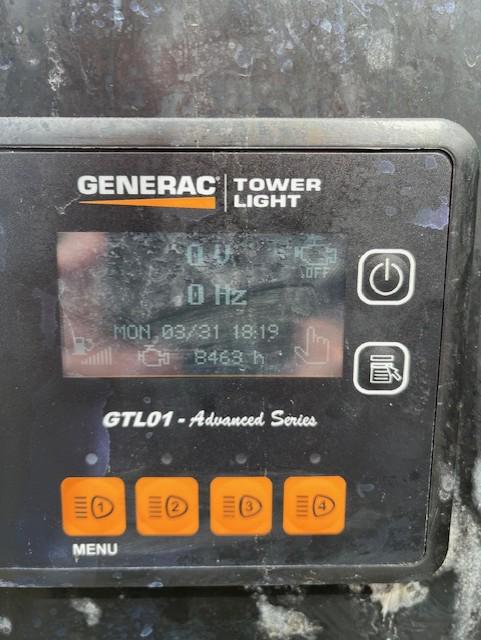 GENERAC
TOWER
LIGHT
0 V
OFF
0 Hz
MON 03/31 18:19
8463 h
GTL01 - Advanced Series
1 2 3 4
MENU